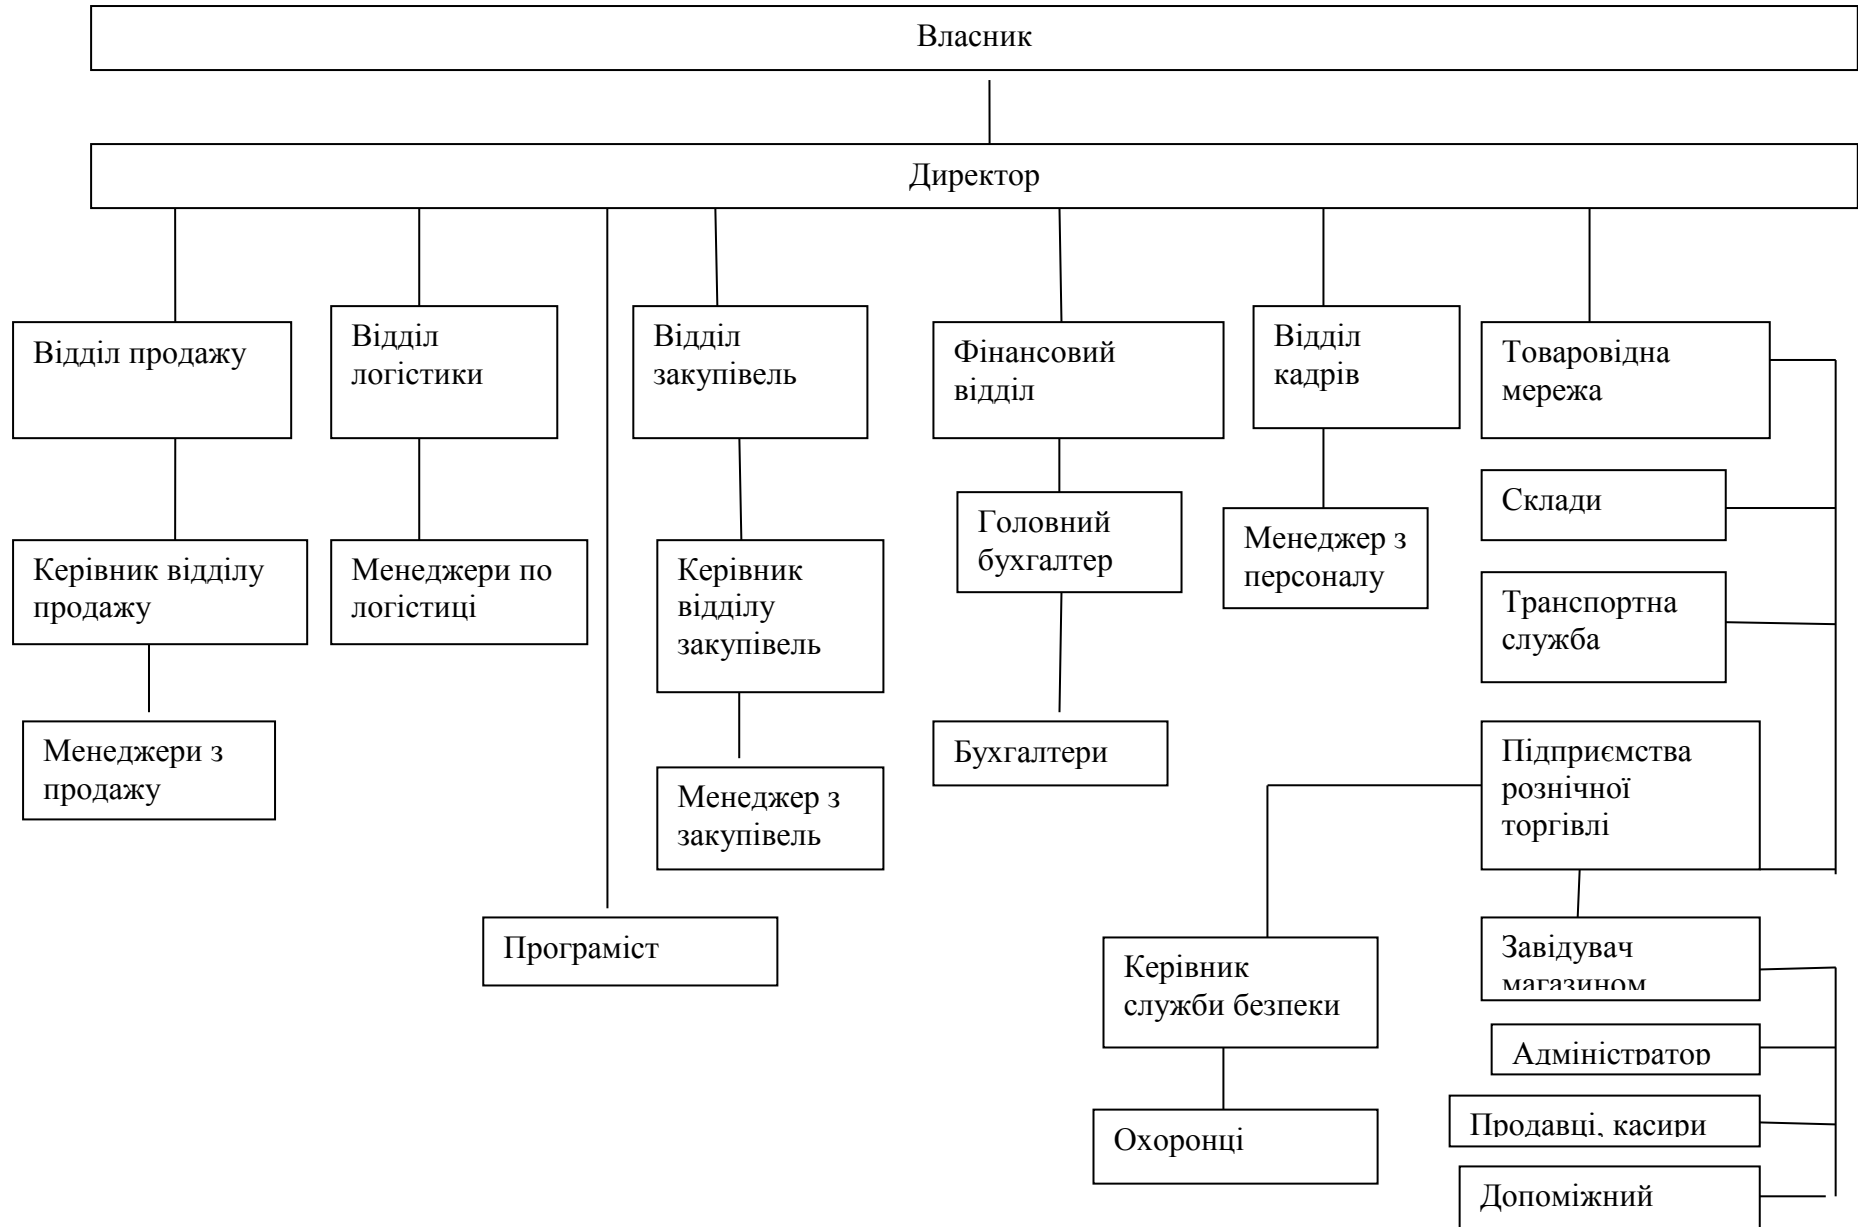 Власник
Директор
Відділ продажу
Відділ
логістики
Відділ
закупівель
Фінансовий
відділ
Відділ
кадрів
Товаровідна
мережа
Склади
Головний
бухгалтер
Менеджер з
персоналу
Керівник відділу
продажу
Менеджери по
логістиці
Керівник
відділу
закупівель
Транспортна
служба
Менеджери з
продажу
Бухгалтери
Підприємства
рознічної
торгівлі
Менеджер з
закупівель
Програміст
Керівник
служби безпеки
Завідувач
магазином
Адміністратор
Продавці, касири
Охоронці
Допоміжний